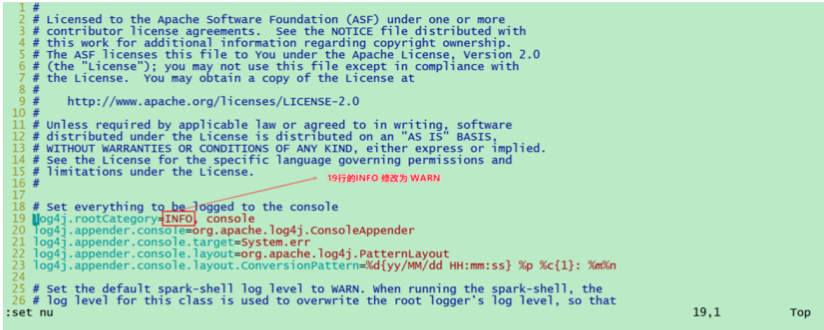 1 #
2 # Licensed to the Apache Software Foundation (ASF) under one or more
3 # contributor license agreements.  See the NOTICE file distributed with
4 # this work for additional information regarding copyright ownership.
5 # The ASF licenses this file to You under the Apache License, Version 2.0
6 # (the "License"); you may not use this file except in compliance with
7 # the License.  You may obtain a copy of the License at
8 #
9 #    http://www.apache.org/licenses/LICENSE-2.0
10 #
11 # Unless required by applicable law or agreed to in writing, software
12 # distributed under the License is distributed on an "AS IS" BASIS,
13 # WITHOUT WARRANTIES OR CONDITIONS OF ANY KIND, either express or implied.
14 # See the License for the specific language governing permissions and
15 # limitations under the License.
16 #
19行的INFO 修改为 WARN
17
18 # Set everything to be logged to the console
19 log4j.rootCategory=INFO, console
20 log4j.appender.console=org.apache.log4j.ConsoleAppender
21 log4j.appender.console.target=System.err
22 log4j.appender.console.layout=org.apache.log4j.PatternLayout
23 log4j.appender.console.layout.ConversionPattern=%d{yy/MM/dd HH:mm:ss} %p %c{1}: %m%n
24
25 # Set the default spark-shell log level to WARN. When running the spark-shell, the
26 # log level for this class is used to overwrite the root logger's log level, so that
:set nu 19,1 Top